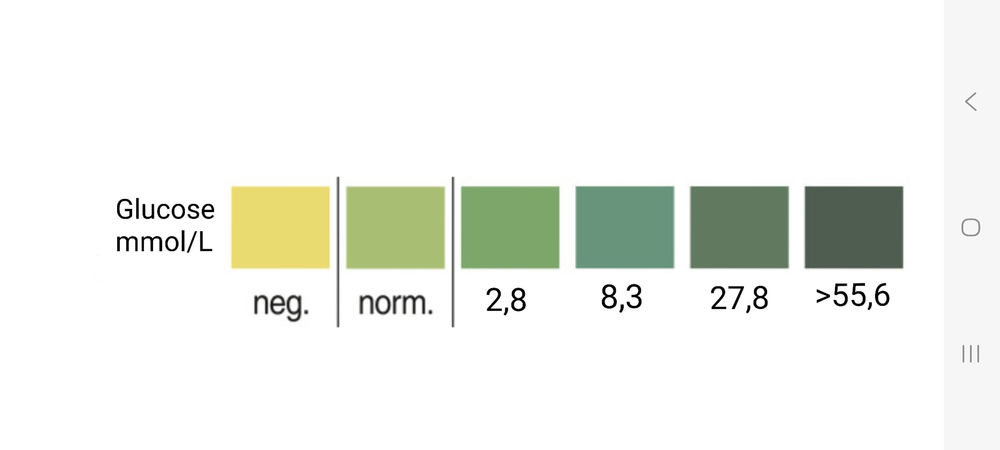 Glucose
mmol/L
neg.
norm.
2,8
8,3
27,8
>55,6